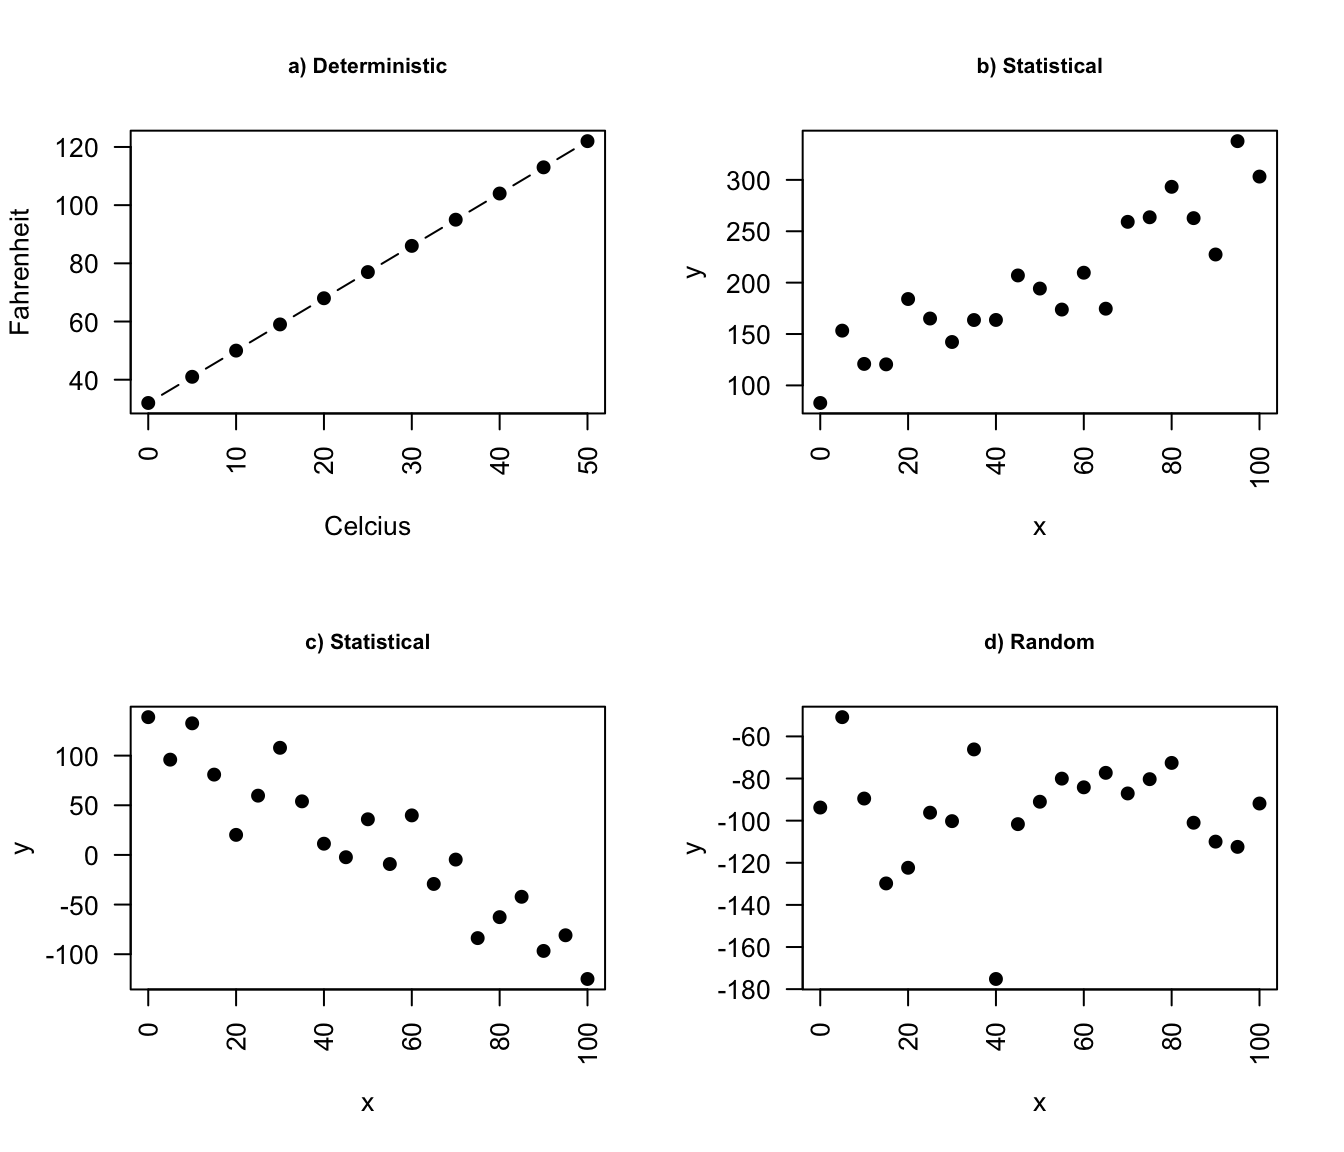 a) Deterministic
120
100
80
60
40
Fahrenheit
0 10 20 30 40 50
Celcius
b) Statistical
300
250
200
150
100
y
0 20 40 60 80 100
x
c) Statistical
100
50
0
-50
-100
y
0 20 40 60 80 100
x
d) Random
-60
-80
-100
-120
-140
-160
-180
y
0 20 40 60 80 100
x